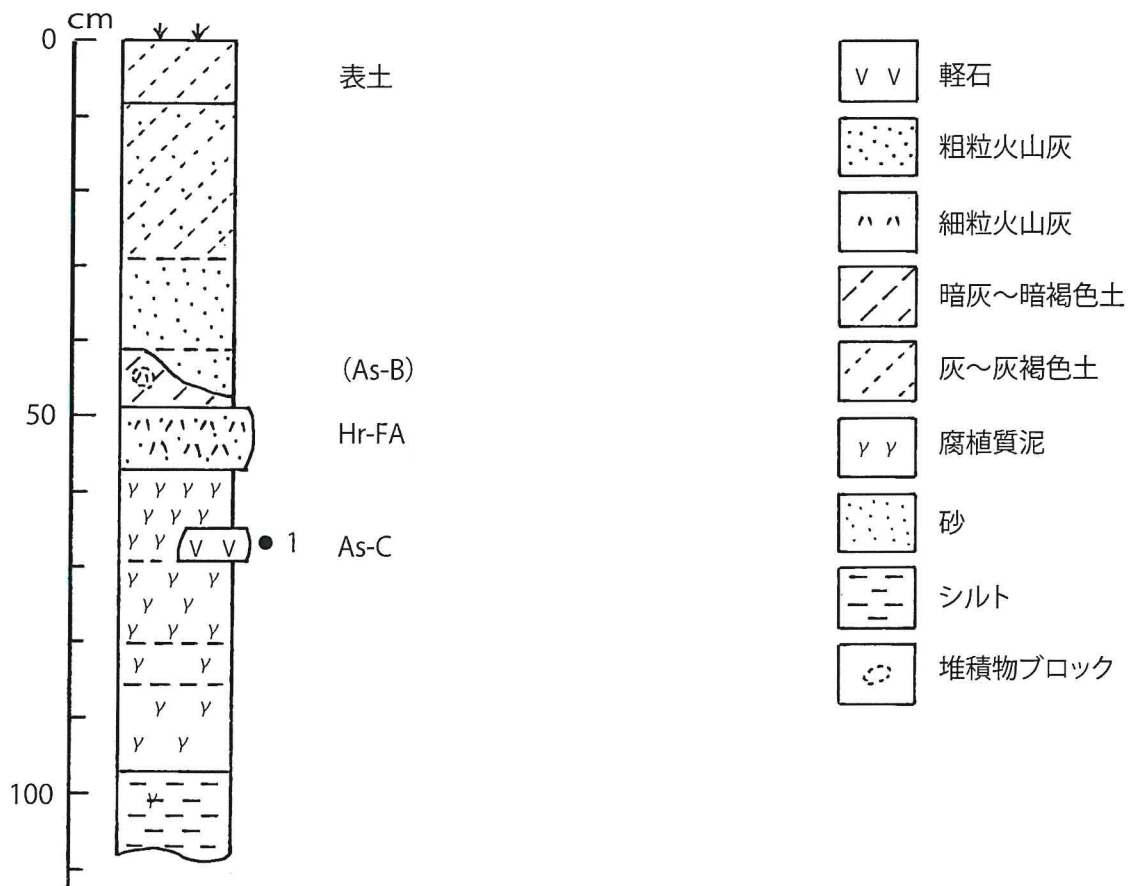 cm
0
表土
(As-B)
50
Hr-FA
1
As-C
100
軽石
粗粒火山灰
細粒火山灰
暗灰〜暗褐色土
灰〜灰褐色土
腐植質泥
砂
シルト
堆積物ブロック